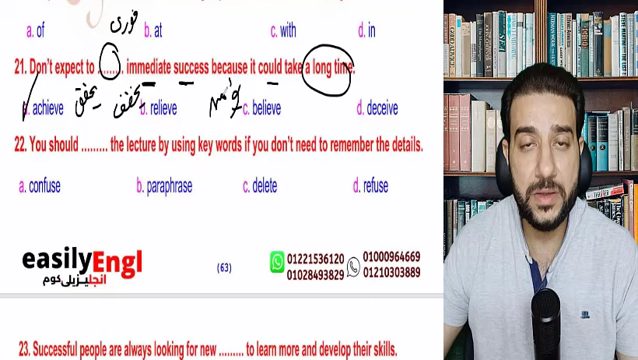 a. of b. at c. with d. in
فورى
21. Don't expect to ........ immediate success because it could take a long time.
a. achieve يحقق b. relieve يخفف c. believe d. deceive
22. You should ......... the lecture by using key words if you don't need to remember the details.
a. confuse b. paraphrase c. delete d. refuse
easilyEngl
انجليزيلى كوم
(63)
01221536120 01000964669
01028493829 01210303889
23. Successful people are always looking for new ......... to learn more and develop their skills.